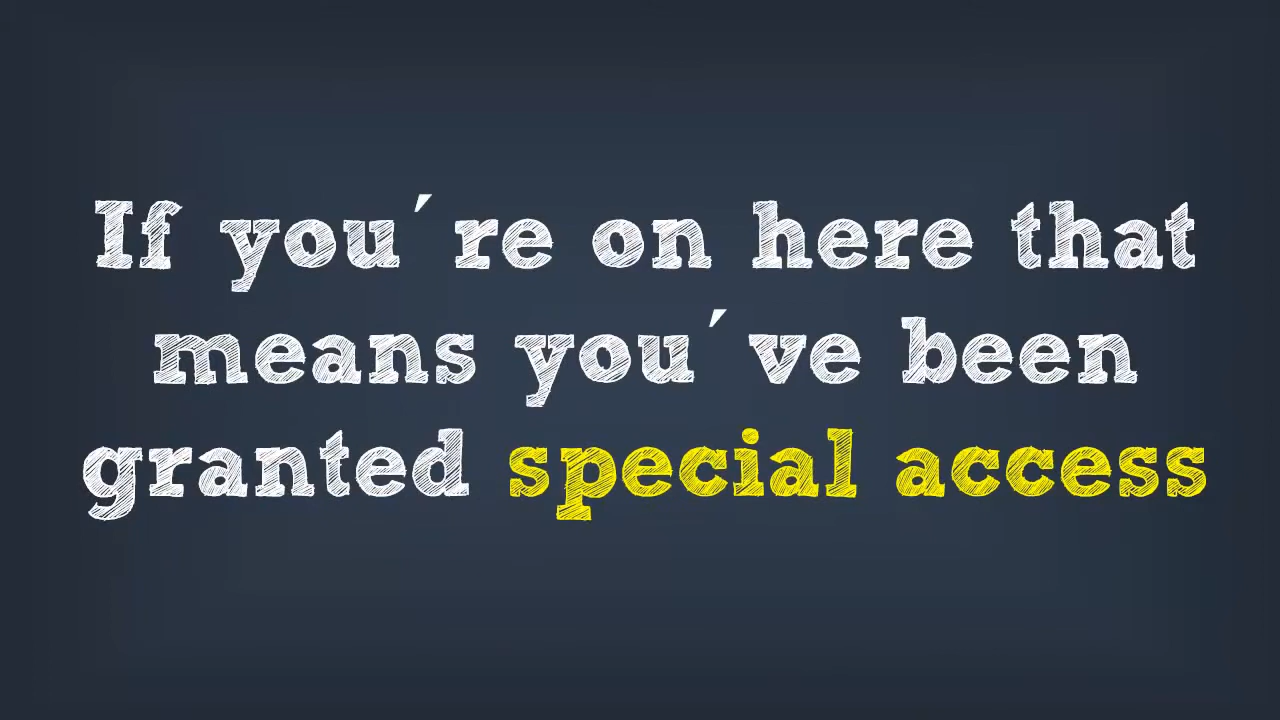 If you´re on here that
means you´ve been
granted special access